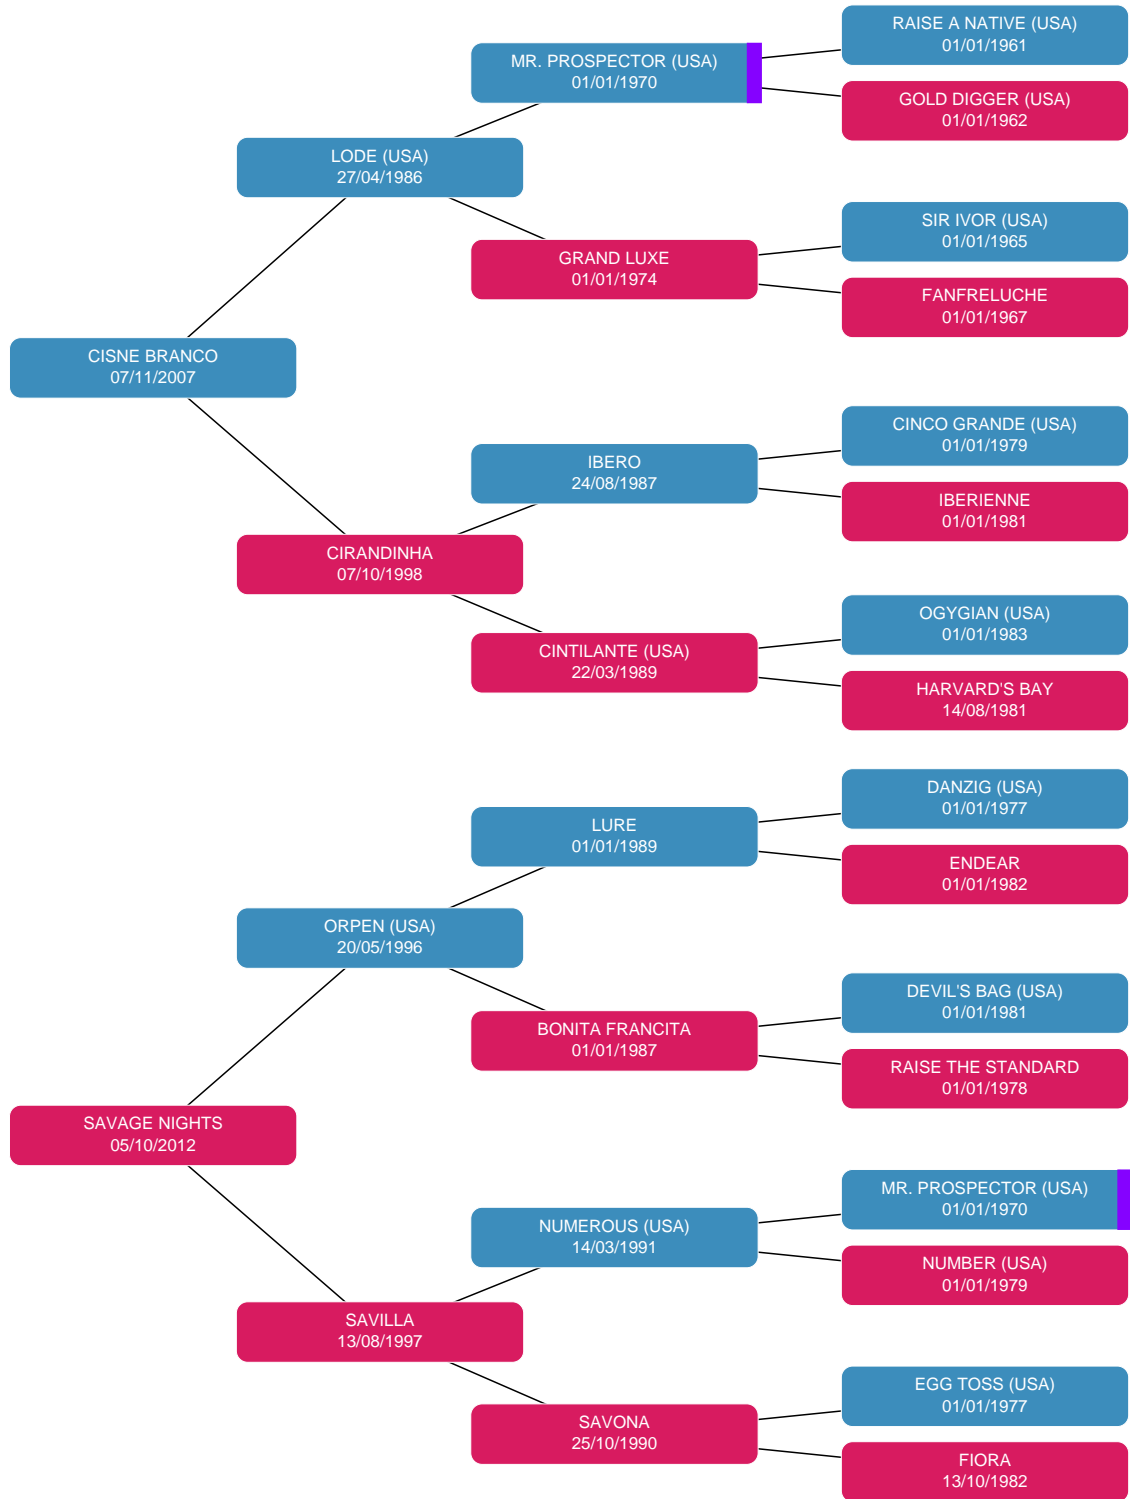 RAISE A NATIVE (USA)
01/01/1961
MR. PROSPECTOR (USA)
01/01/1970
GOLD DIGGER (USA)
01/01/1962
LODE (USA)
27/04/1986
SIR IVOR (USA)
01/01/1965
GRAND LUXE
01/01/1974
FANFRELUCHE
01/01/1967
CISNE BRANCO
07/11/2007
CINCO GRANDE (USA)
01/01/1979
IBERO
24/08/1987
IBERIENNE
01/01/1981
CIRANDINHA
07/10/1998
OGYGIAN (USA)
01/01/1983
CINTILANTE (USA)
22/03/1989
HARVARD'S BAY
14/08/1981
DANZIG (USA)
01/01/1977
LURE
01/01/1989
ENDEAR
01/01/1982
ORPEN (USA)
20/05/1996
DEVIL'S BAG (USA)
01/01/1981
BONITA FRANCITA
01/01/1987
RAISE THE STANDARD
01/01/1978
SAVAGE NIGHTS
05/10/2012
MR. PROSPECTOR (USA)
01/01/1970
NUMEROUS (USA)
14/03/1991
NUMBER (USA)
01/01/1979
SAVILLA
13/08/1997
EGG TOSS (USA)
01/01/1977
SAVONA
25/10/1990
FIORA
13/10/1982